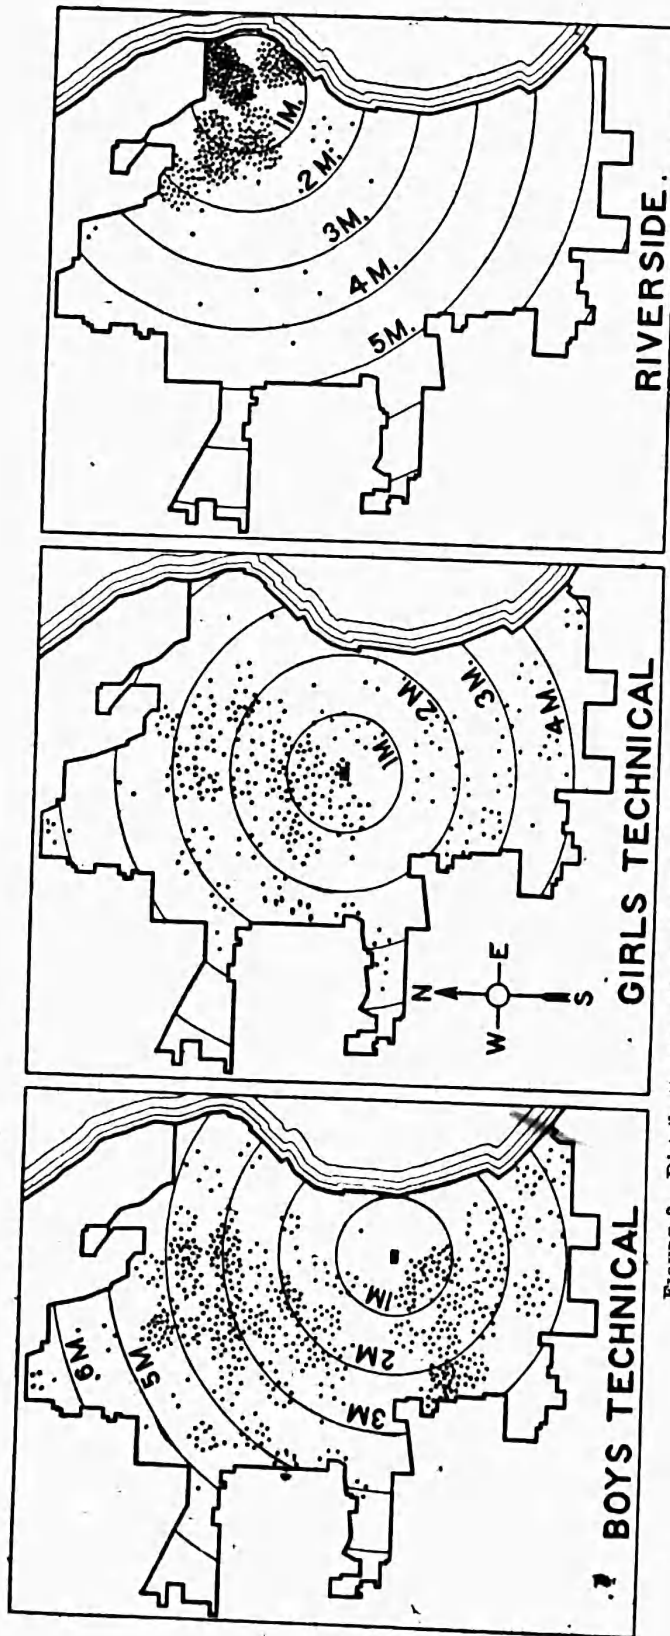 1M.
2M.
3M.
4M.
5M.
RIVERSIDE.
1M
2M.
3M.
4M
N
W
E
S
GIRLS TECHNICAL
1M
2M.
3M
5M
6M.
BOYS TECHNICAL